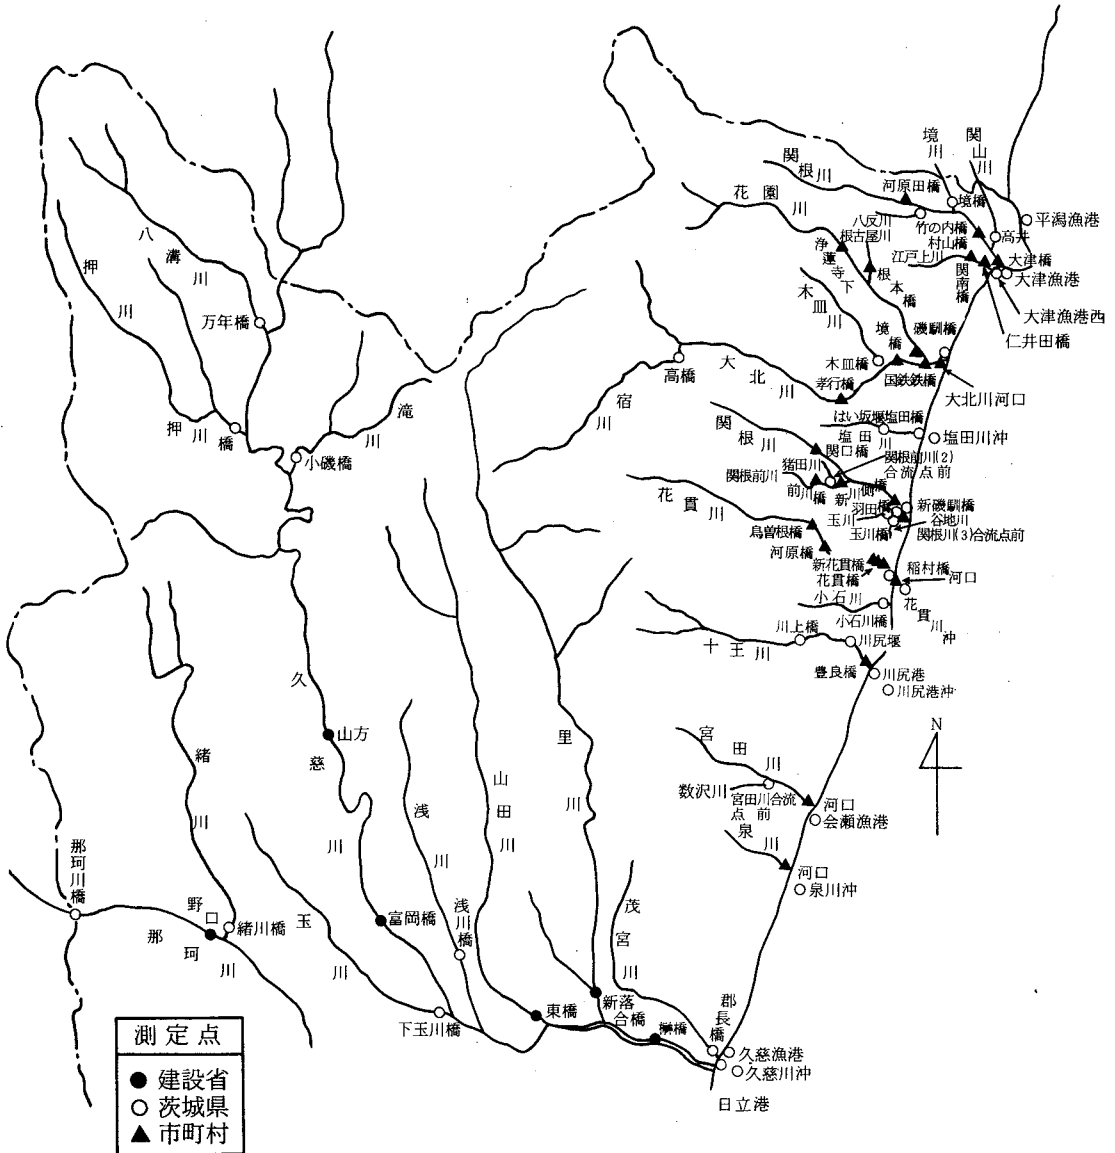 境川
関山川
関根川
河原田橋
境橋
平潟漁港
花園川
八反川
竹の内橋
高井
根古屋川
村山橋
江戸上川
大津橋
浄蓮寺下
根本橋
関南橋
大津漁港
大津漁港西
仁井田橋
八溝川
押川
万年橋
木皿川
境橋
磯馴橋
木皿橋
国鉄鉄橋
大北川河口
高橋
大北川
孝行橋
滝川
宿川
押川橋
小磯橋
はい坂堰
塩田橋
塩田川
塩田川沖
関根川
関口橋
関根前川(2)
合流点前
猪田川
関根前川
前川橋
新川側橋
花貫川
羽田橋
新磯馴橋
玉川
谷地川
玉川橋
関根川(3)合流点前
鳥曽根橋
河原橋
新花貫橋
稲村橋
花貫橋
河口
小石川
小石川橋
花貫川沖
十王川
川上橋
川尻堰
豊良橋
川尻港
川尻港沖
久慈川
山方
里川
宮田川
数沢川
宮田川合流
点前
河口
会瀬漁港
泉川
河口
泉川沖
N
緒川
浅川
山田川
那珂川橋
野口
緒川橋
那珂川
玉川
富岡橋
浅川橋
茂宮川
下玉川橋
東橋
新落合橋
榊橋
郡長橋
久慈漁港
久慈川沖
日立港
測定点
● 建設省
○ 茨城県
▲ 市町村